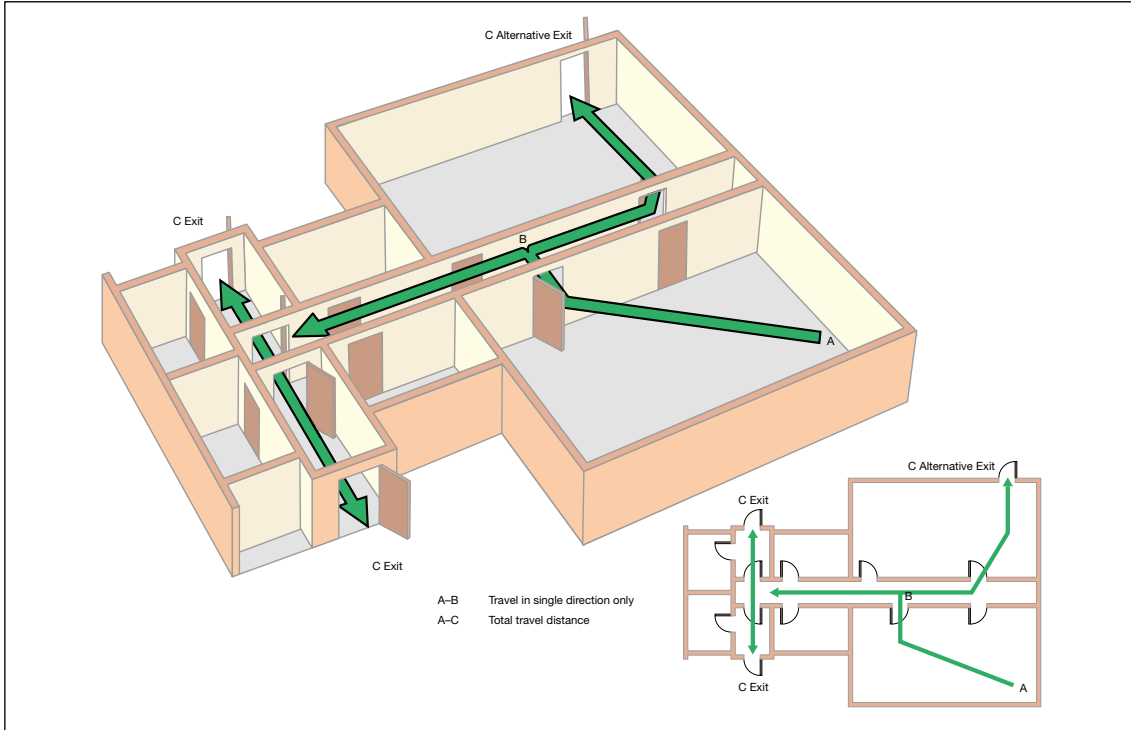 C Alternative Exit
C Exit
B
A
C Exit
A–B Travel in single direction only
A–C Total travel distance
C Alternative Exit
C Exit
B
A
C Exit